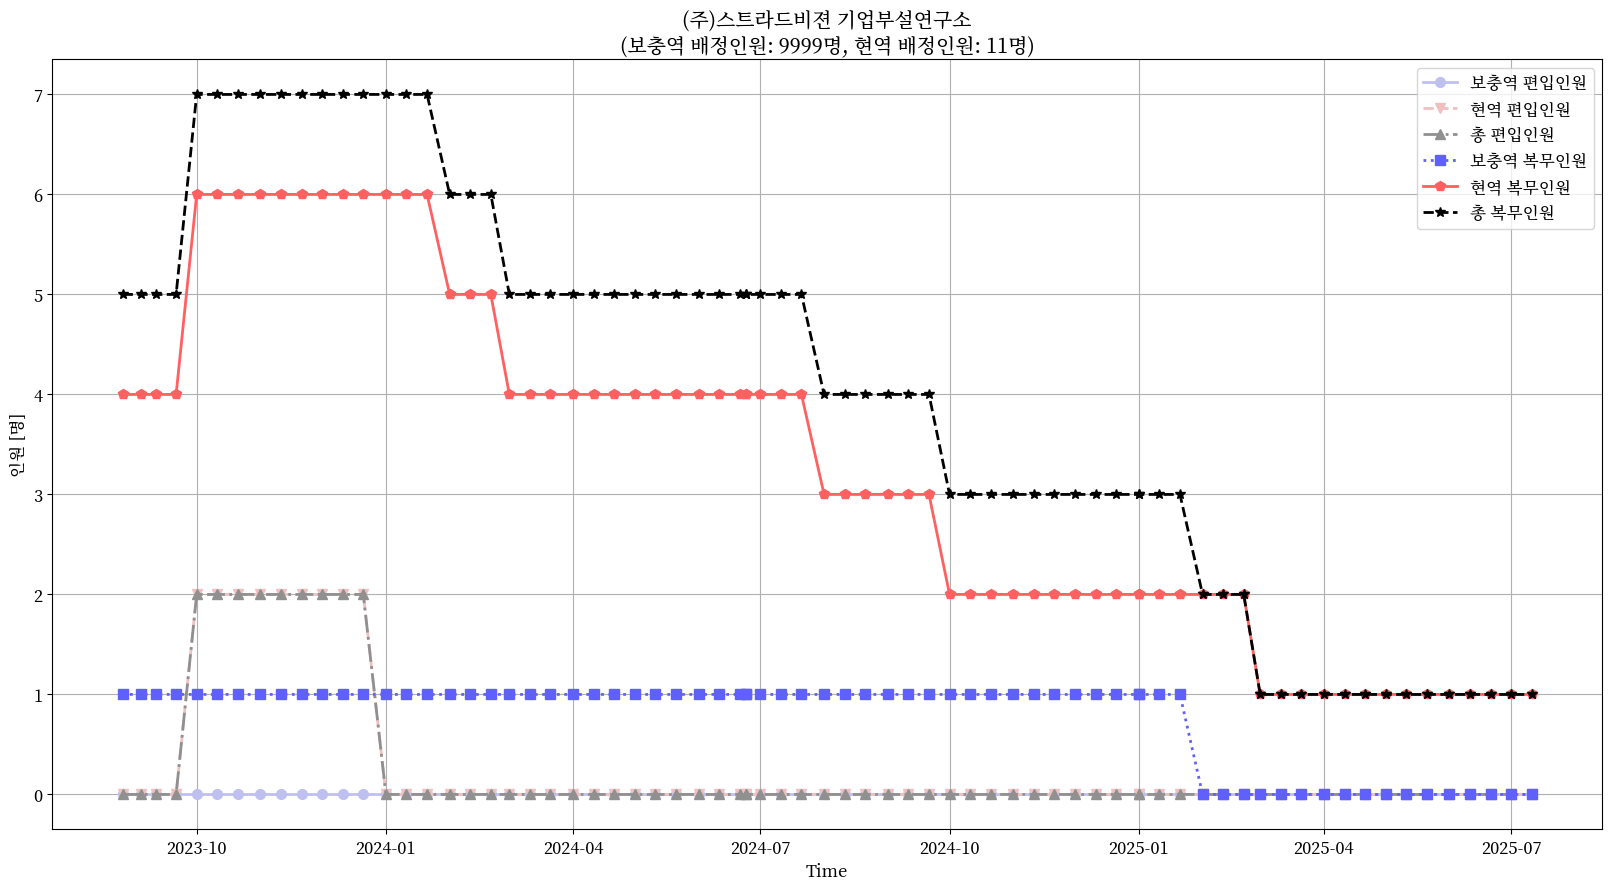 (주)스트라드비젼 기업부설연구소
(보충역 배정인원: 9999명, 현역 배정인원: 11명)
보충역 편입인원
현역 편입인원
총 편입인원
보충역 복무인원
현역 복무인원
총 복무인원
인원 [명]
7
6
5
4
3
2
1
0
2023-10
2024-01
2024-04
2024-07
2024-10
2025-01
2025-04
2025-07
Time